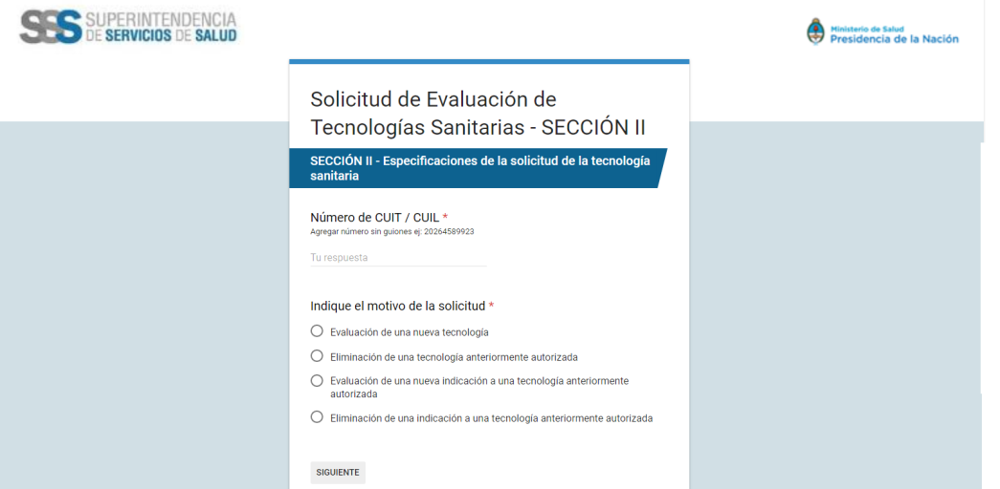 SSS SUPERINTENDENCIA
DE SERVICIOS DE SALUD
Ministerio de Salud
Presidencia de la Nación
Solicitud de Evaluación de
Tecnologías Sanitarias - SECCIÓN II
SECCIÓN II - Especificaciones de la solicitud de la tecnología
sanitaria
Número de CUIT / CUIL *
Agregar número sin guiones ej: 20264589923
Tu respuesta
Indique el motivo de la solicitud *
Evaluación de una nueva tecnología
Eliminación de una tecnología anteriormente autorizada
Evaluación de una nueva indicación a una tecnología anteriormente
autorizada
Eliminación de una indicación a una tecnología anteriormente autorizada
SIGUIENTE